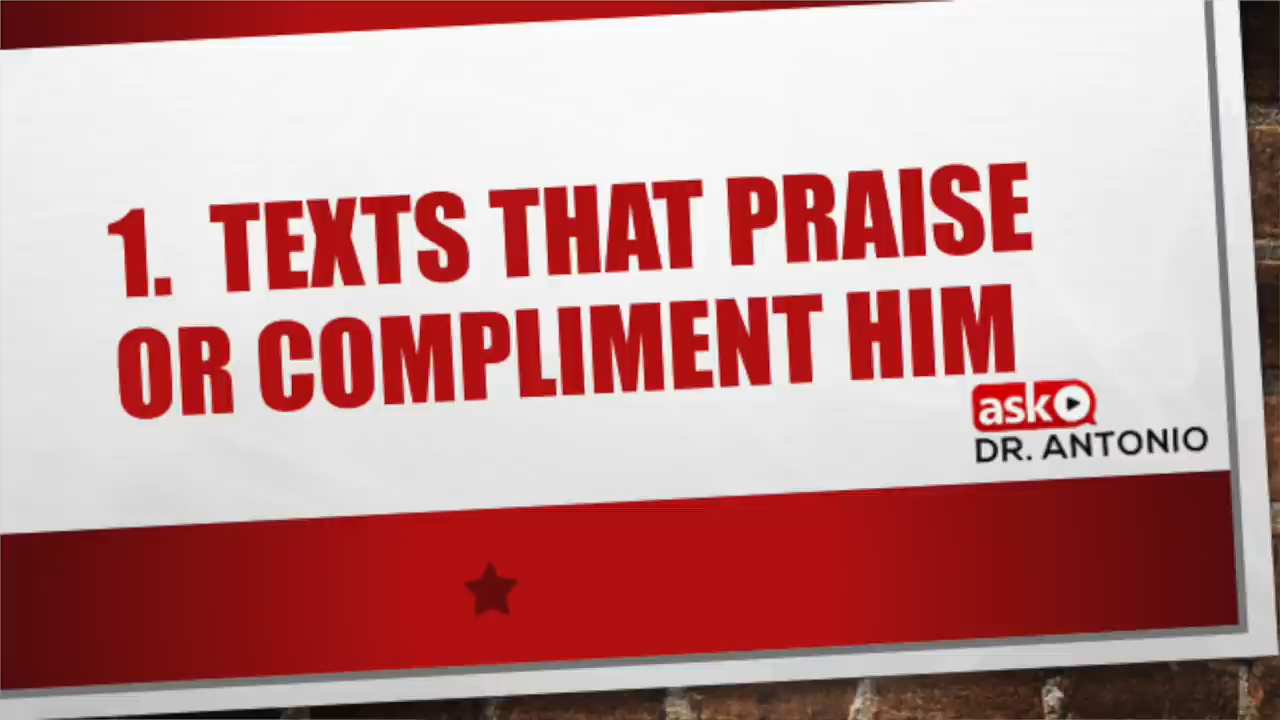 1. TEXTS THAT PRAISE
OR COMPLIMENT HIM
ask
DR. ANTONIO